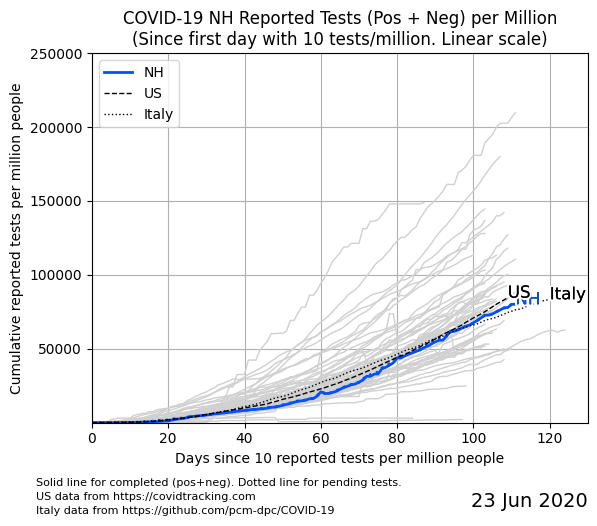 COVID-19 NH Reported Tests (Pos + Neg) per Million
(Since first day with 10 tests/million. Linear scale)
250000
200000
150000
100000
50000
Cumulative reported tests per million people
NH
US
Italy
US
NH
Italy
0
20
40
60
80
100
120
Days since 10 reported tests per million people
Solid line for completed (pos+neg). Dotted line for pending tests.
US data from https://covidtracking.com
Italy data from https://github.com/pcm-dpc/COVID-19
23 Jun 2020